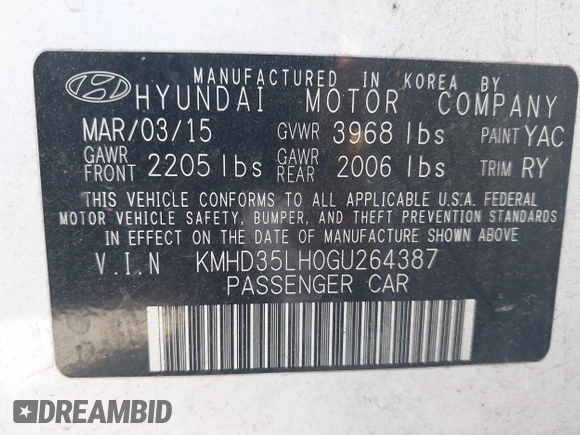 MANUFACTURED IN KOREA BY
HYUNDAI MOTOR COMPANY
MAR/03/15 GVWR 3968 lbs PAINT YAC
GAWR FRONT 2205 lbs GAWR REAR 2006 lbs TRIM RY
THIS VEHICLE CONFORMS TO ALL APPLICABLE U.S.A. FEDERAL
MOTOR VEHICLE SAFETY, BUMPER, AND THEFT PREVENTION STANDARDS
IN EFFECT ON THE DATE OF MANUFACTURE SHOWN ABOVE
V.I.N KMHD35LH0GU264387
PASSENGER CAR
DREAMBID